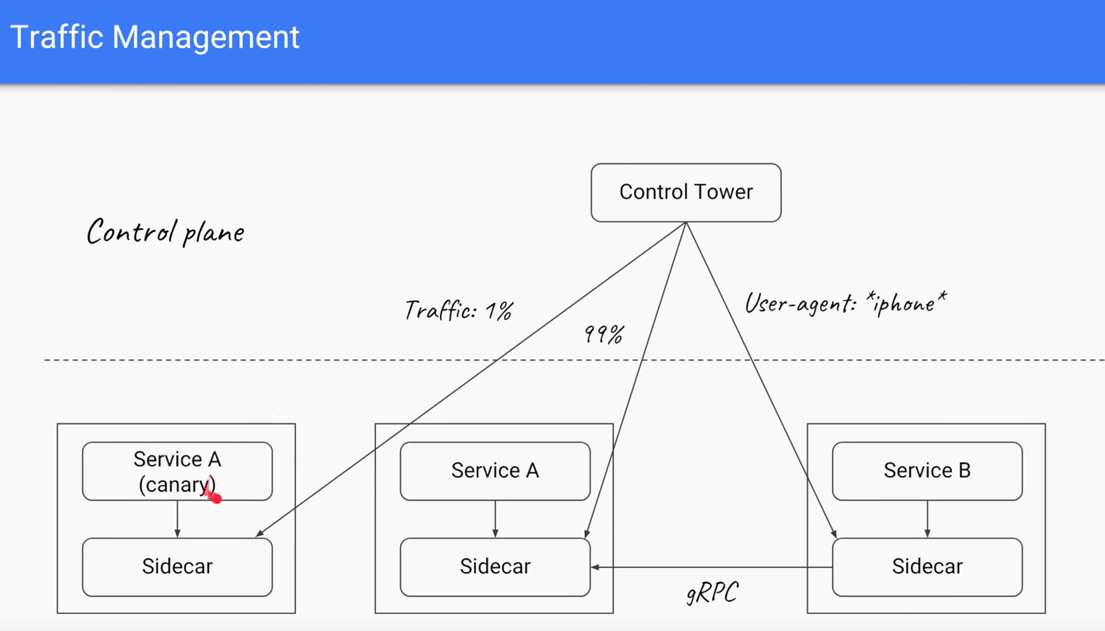 Traffic Management
Control Tower
Control plane
Traffic: 1%
99%
User-agent: *iphone*
Service A
(canary)
Service A
Service B
Sidecar
Sidecar
Sidecar
gRPC